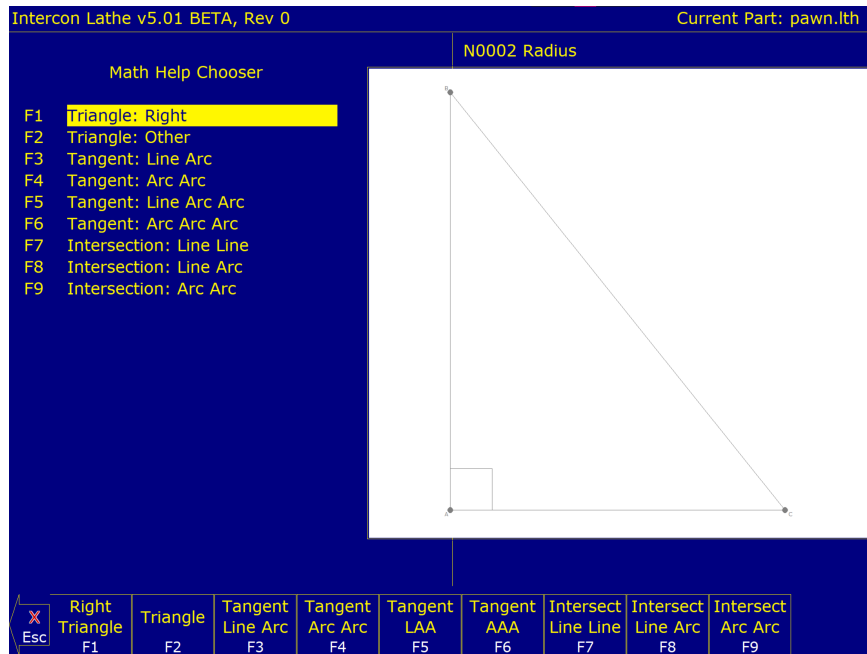 Intercon Lathe v5.01 BETA, Rev 0
Current Part: pawn.lth
N0002 Radius
Math Help Chooser
F1 Triangle: Right
F2 Triangle: Other
F3 Tangent: Line Arc
F4 Tangent: Arc Arc
F5 Tangent: Line Arc Arc
F6 Tangent: Arc Arc Arc
F7 Intersection: Line Line
F8 Intersection: Line Arc
F9 Intersection: Arc Arc
B
A
C
X
Esc
Right
Triangle
F1
Triangle
F2
Tangent
Line Arc
F3
Tangent
Arc Arc
F4
Tangent
LAA
F5
Tangent
AAA
F6
Intersect
Line Line
F7
Intersect
Line Arc
F8
Intersect
Arc Arc
F9